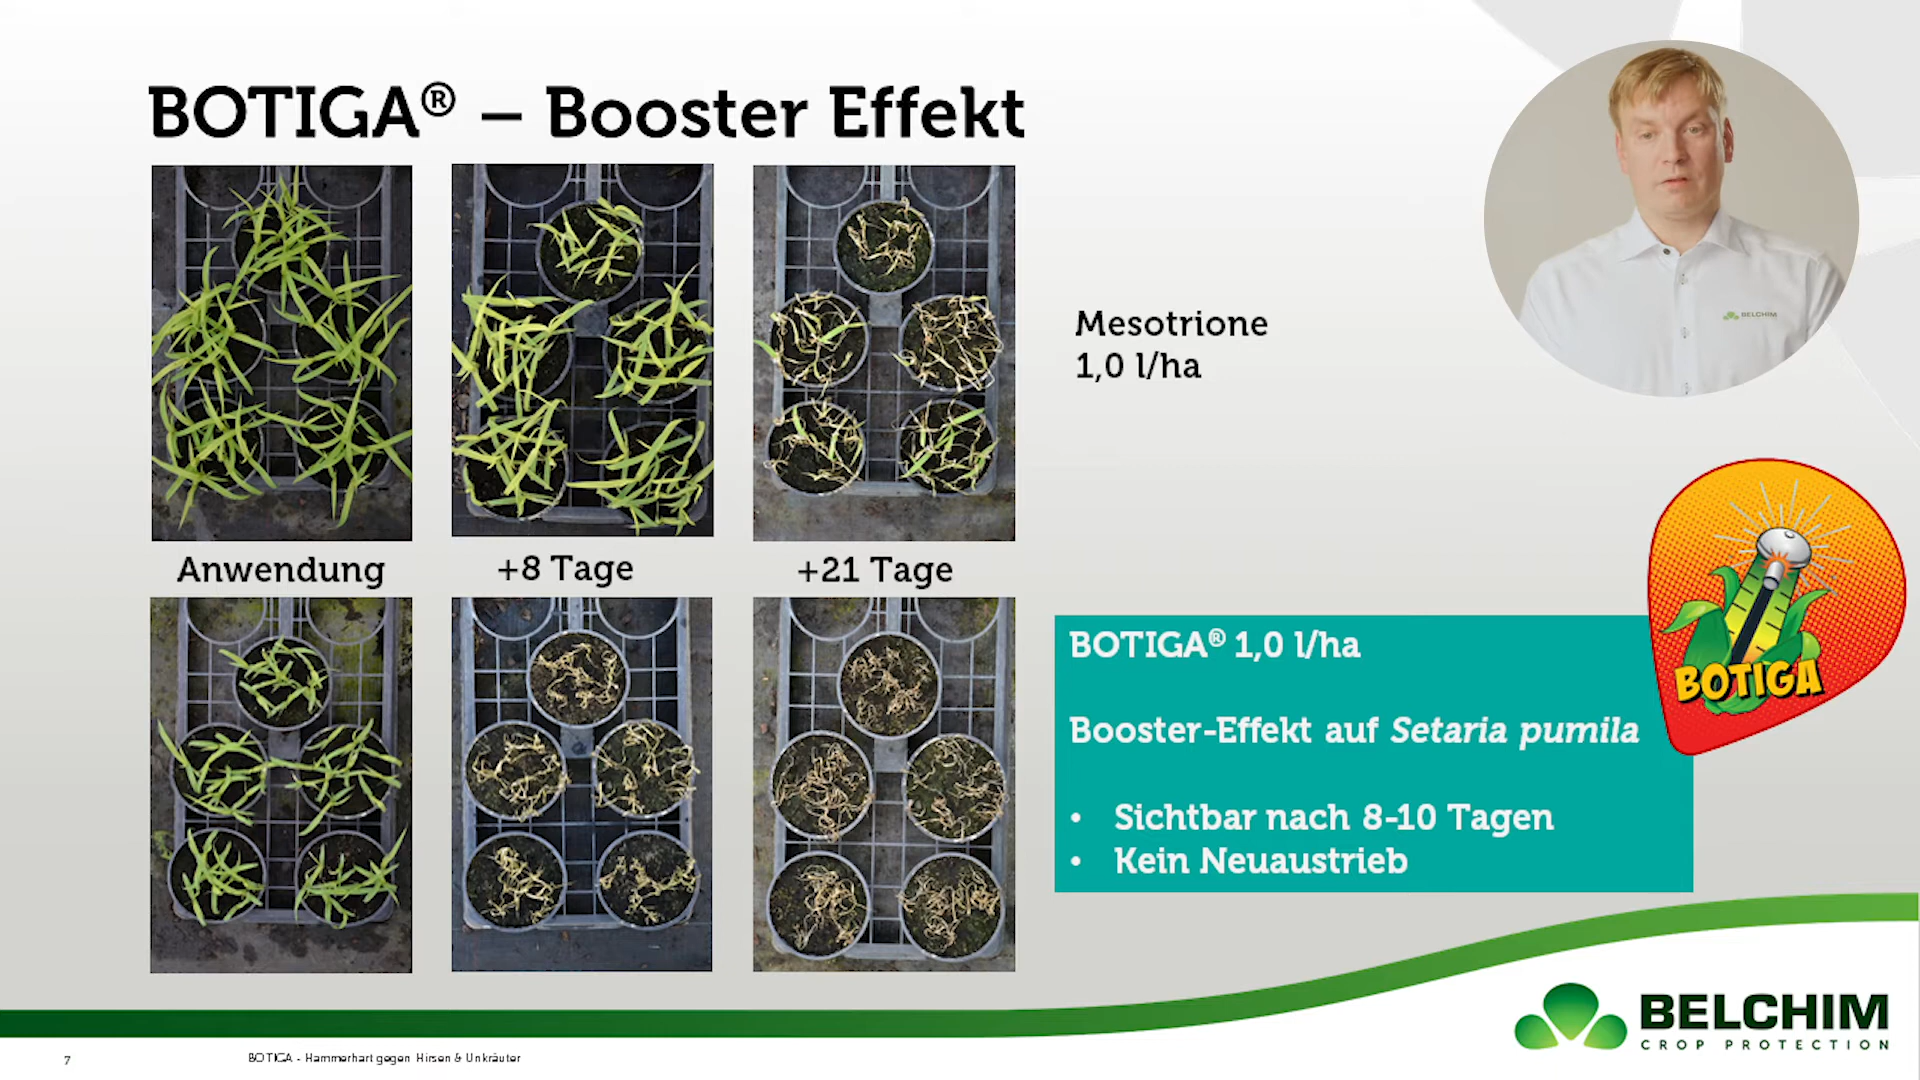 BOTIGA® – Booster Effekt
BELCHIM
Mesotrione
1,0 l/ha
Anwendung
+8 Tage
+21 Tage
BOTIGA® 1,0 l/ha
Booster-Effekt auf Setaria pumila
• Sichtbar nach 8-10 Tagen
• Kein Neuaustrieb
BOTIGA
BELCHIM
CROP PROTECTION
7
BOTIGA - Hammerhart gegen Hirsen & Unkräuter